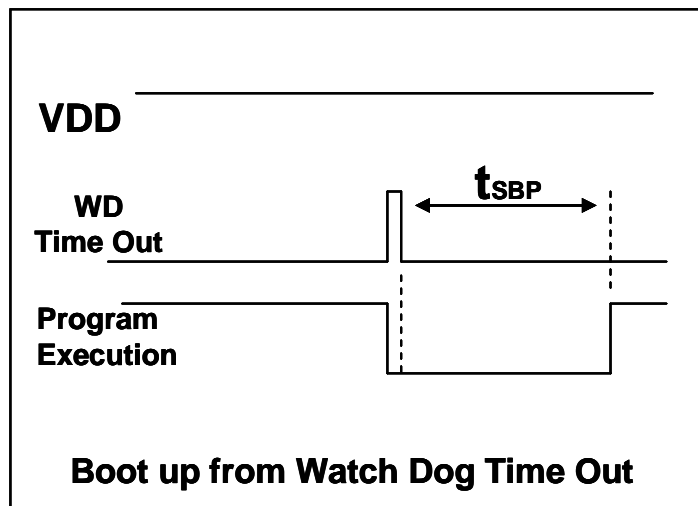 VDD
tSBP
WD
Time Out
Program
Execution
Boot up from Watch Dog Time Out